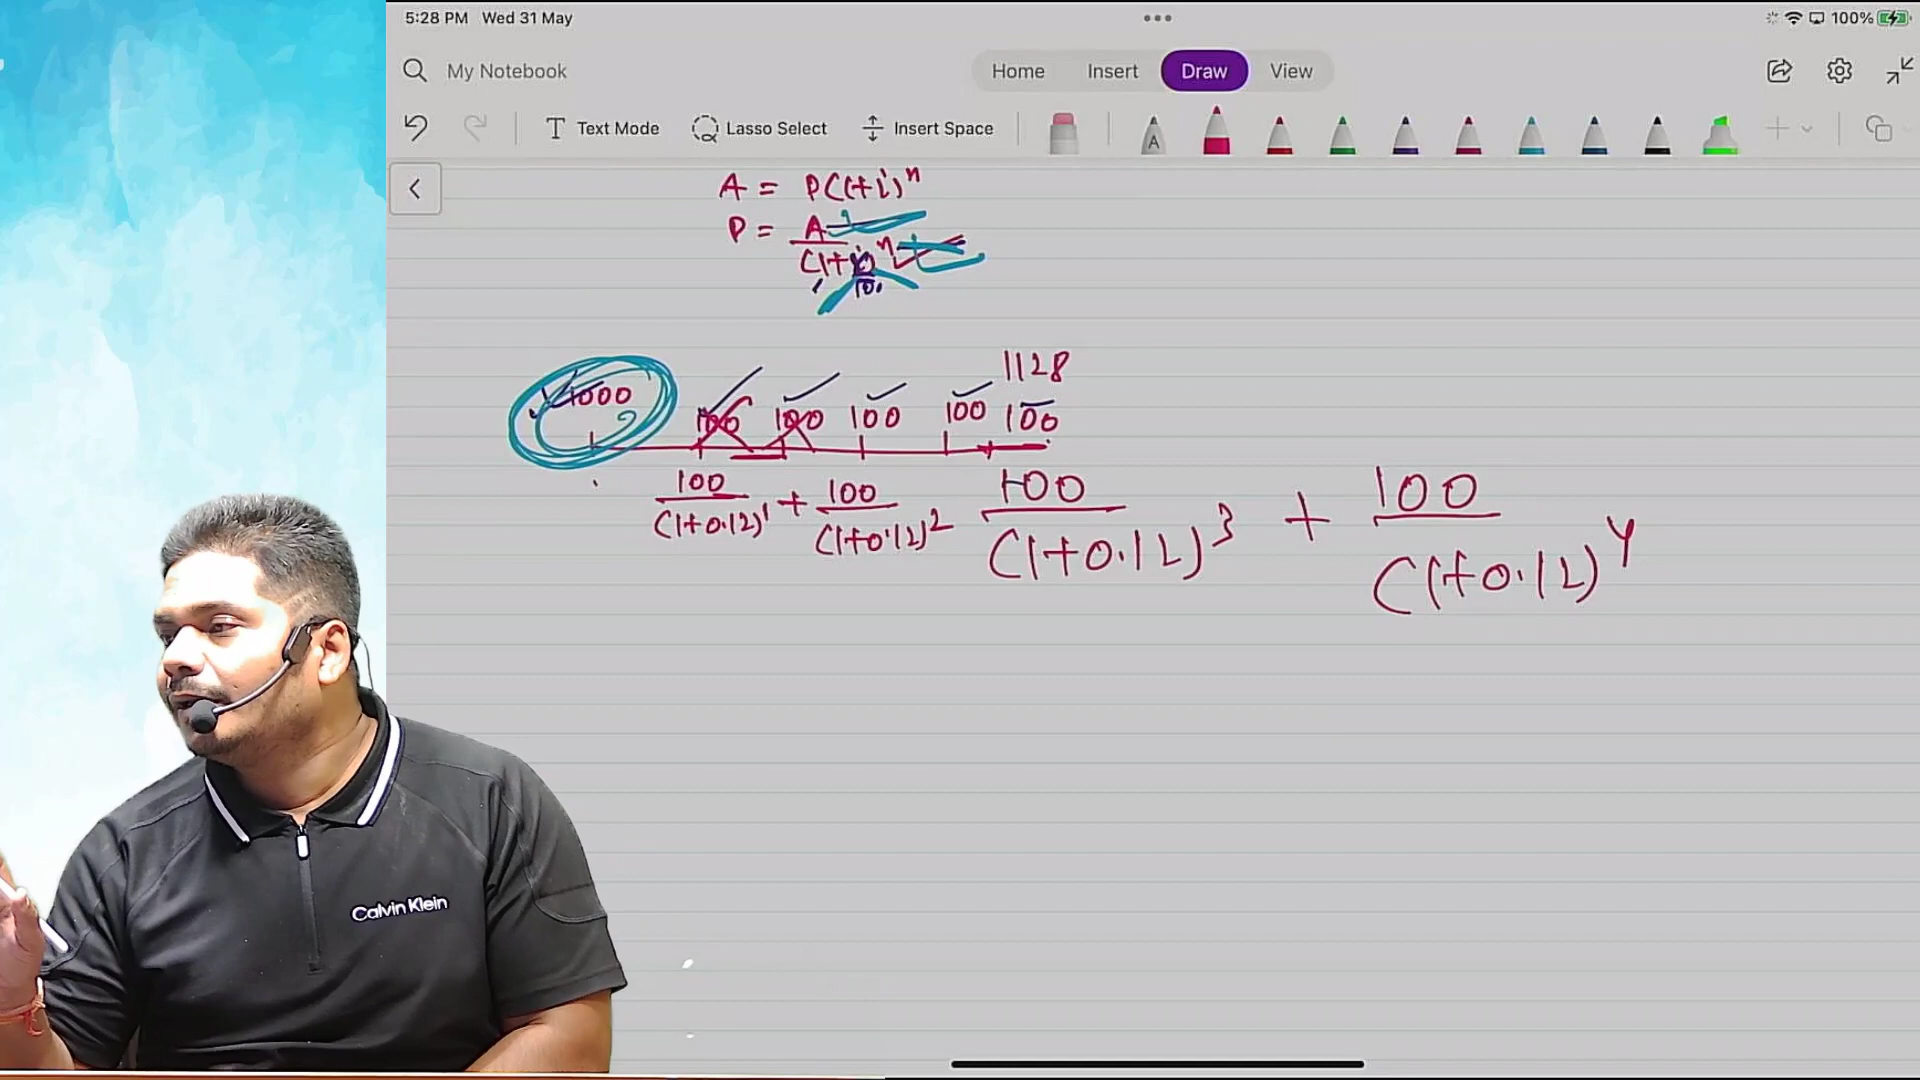 5:28 PM Wed 31 May
100%
My Notebook
Home Insert Draw View
Text Mode Lasso Select Insert Space
A
A = P(1+i)^n
P = A
(1+i)^n
10
1128
1000 100 100 100 100 100
?
100 + 100 100 + 100
(1+0.12)^1 (1+0.12)^2 (1+0.12)^3 (1+0.12)^4
Calvin Klein